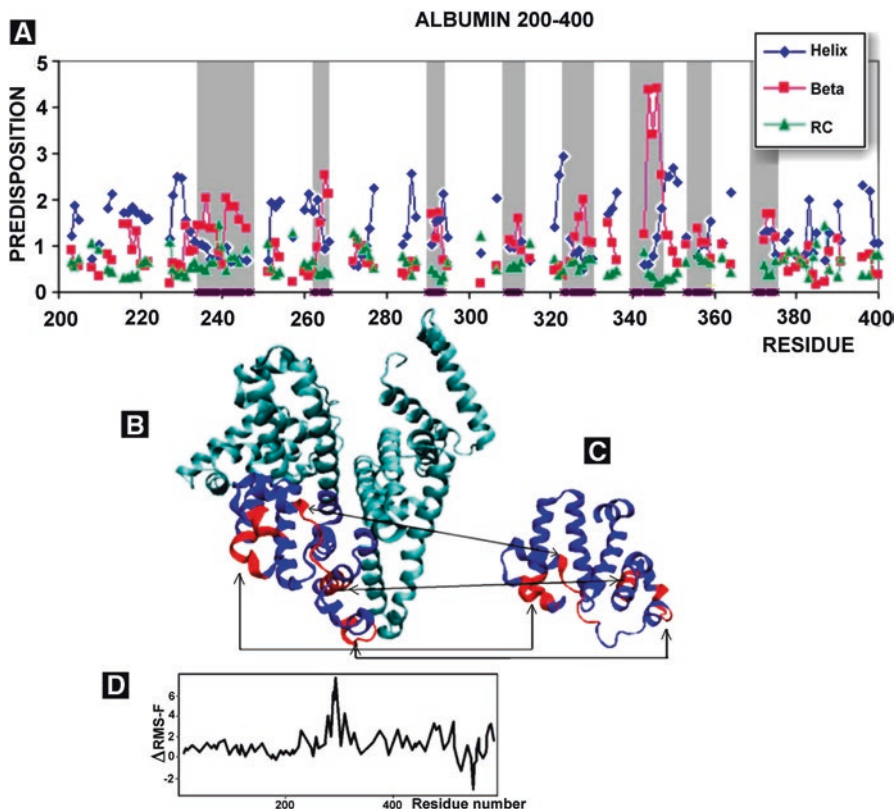 ALBUMIN 200-400
A
Helix
Beta
RC
PREDISPOSITION
5
4
3
2
1
0
200 220 240 260 280 300 320 340 360 380 400
RESIDUE
B
C
D
ΔRMS-F
6
4
2
0
-2
200 400 Residue number